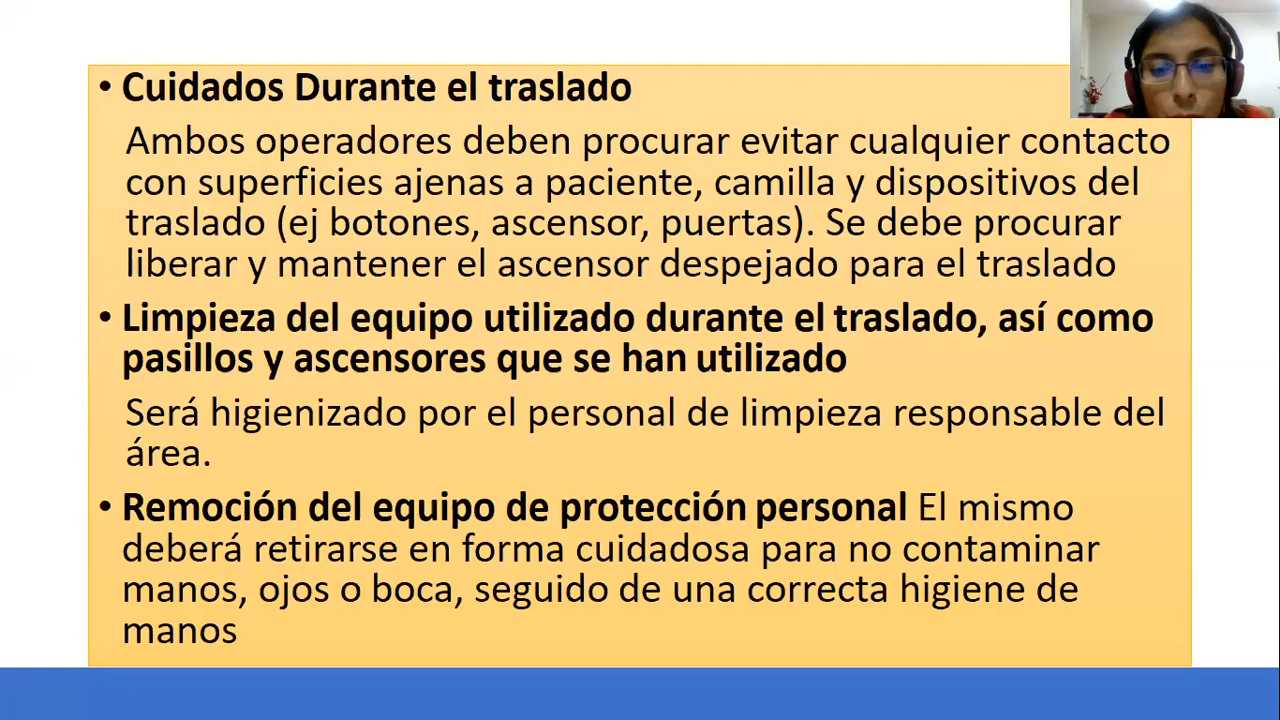 • Cuidados Durante el traslado
Ambos operadores deben procurar evitar cualquier contacto
con superficies ajenas a paciente, camilla y dispositivos del
traslado (ej botones, ascensor, puertas). Se debe procurar
liberar y mantener el ascensor despejado para el traslado
• Limpieza del equipo utilizado durante el traslado, así como
pasillos y ascensores que se han utilizado
Será higienizado por el personal de limpieza responsable del
área.
• Remoción del equipo de protección personal El mismo
deberá retirarse en forma cuidadosa para no contaminar
manos, ojos o boca, seguido de una correcta higiene de
manos